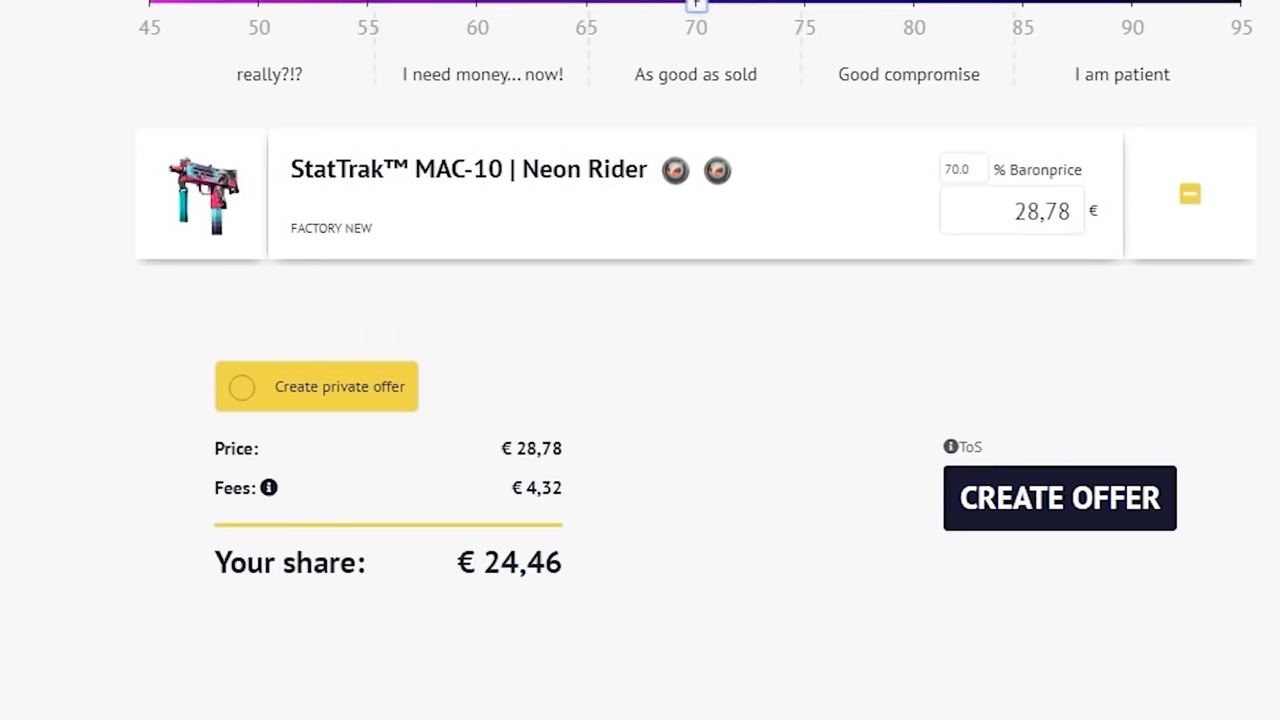 45 50 55 60 65 70 75 80 85 90 95
really?!? I need money... now! As good as sold Good compromise I am patient
StatTrak™ MAC-10 | Neon Rider
70.0 % Baronprice
28,78 €
FACTORY NEW
Create private offer
Price: € 28,78
Fees: € 4,32
Your share: € 24,46
ToS
CREATE OFFER